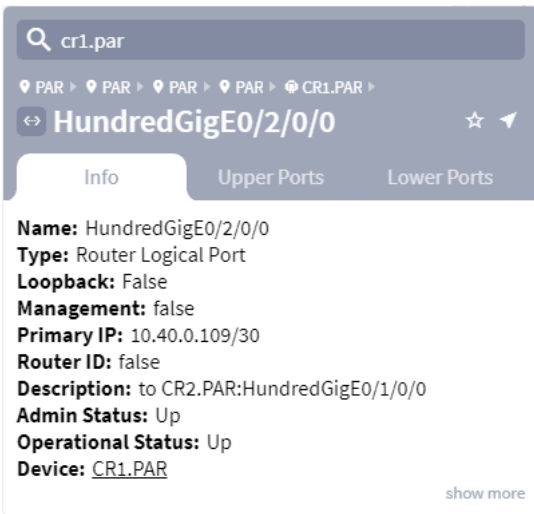 cr1.par
PAR PAR PAR PAR CR1.PAR
HundredGigE0/2/0/0
Info Upper Ports Lower Ports
Name: HundredGigE0/2/0/0
Type: Router Logical Port
Loopback: False
Management: false
Primary IP: 10.40.0.109/30
Router ID: false
Description: to CR2.PAR:HundredGigE0/1/0/0
Admin Status: Up
Operational Status: Up
Device: CR1.PAR
show more